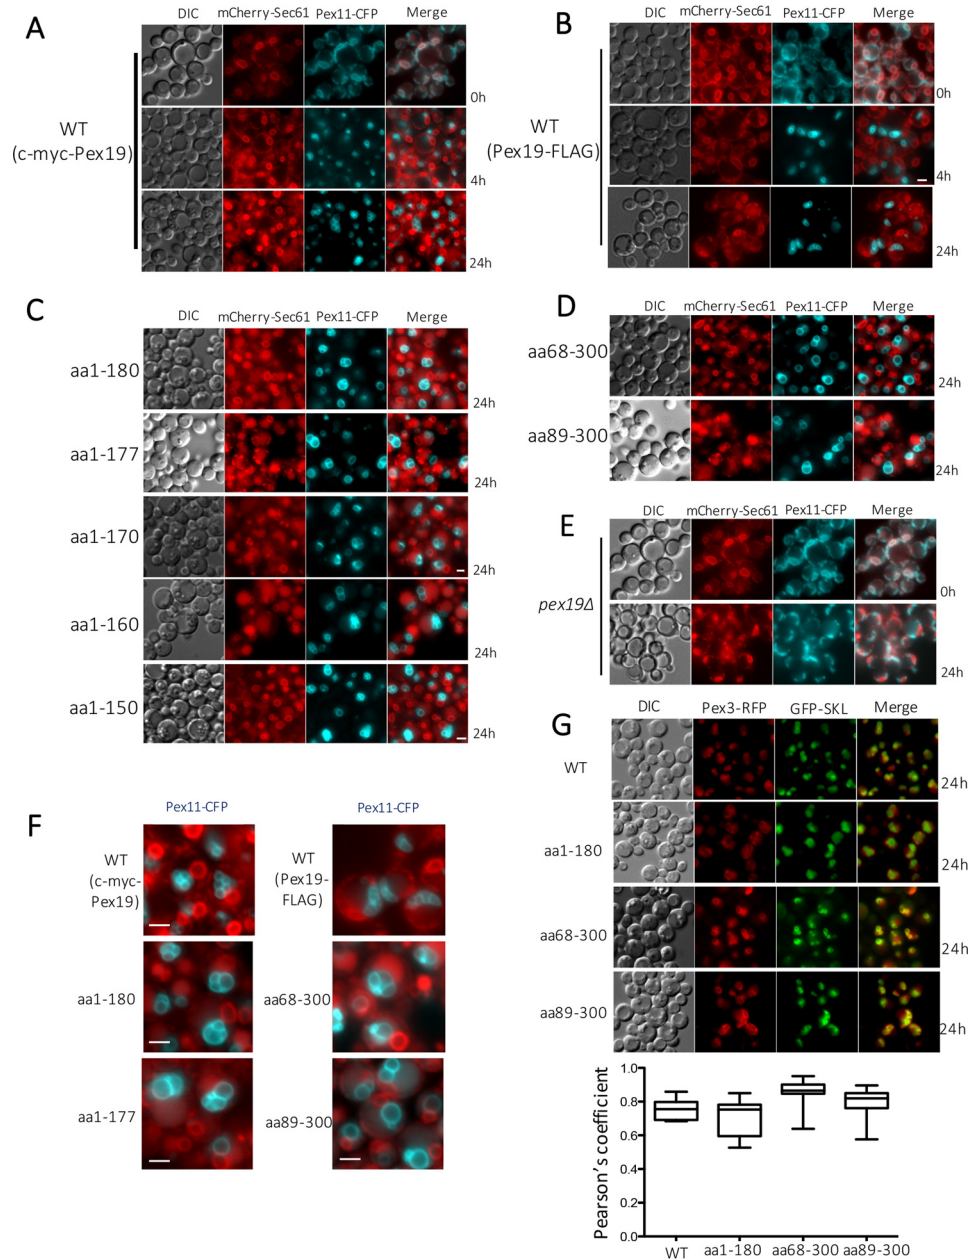 A
DIC mCherry-Sec61 Pex11-CFP Merge
WT
(c-myc-Pex19)
0h
4h
24h
B
DIC mCherry-Sec61 Pex11-CFP Merge
WT
(Pex19-FLAG)
0h
4h
24h
C
DIC mCherry-Sec61 Pex11-CFP Merge
aa1-180
24h
aa1-177
24h
aa1-170
24h
aa1-160
24h
aa1-150
24h
D
DIC mCherry-Sec61 Pex11-CFP Merge
aa68-300
24h
aa89-300
24h
E
DIC mCherry-Sec61 Pex11-CFP Merge
pex19Δ
0h
24h
F
Pex11-CFP Pex11-CFP
WT
(c-myc-
Pex19)
WT
(Pex19-
FLAG)
aa1-180
aa68-300
aa1-177
aa89-300
G
DIC Pex3-RFP GFP-SKL Merge
WT
24h
aa1-180
24h
aa68-300
24h
aa89-300
24h
Pearson's coefficient
1.0
0.8
0.6
0.4
0.2
0.0
WT aa1-180 aa68-300 aa89-300